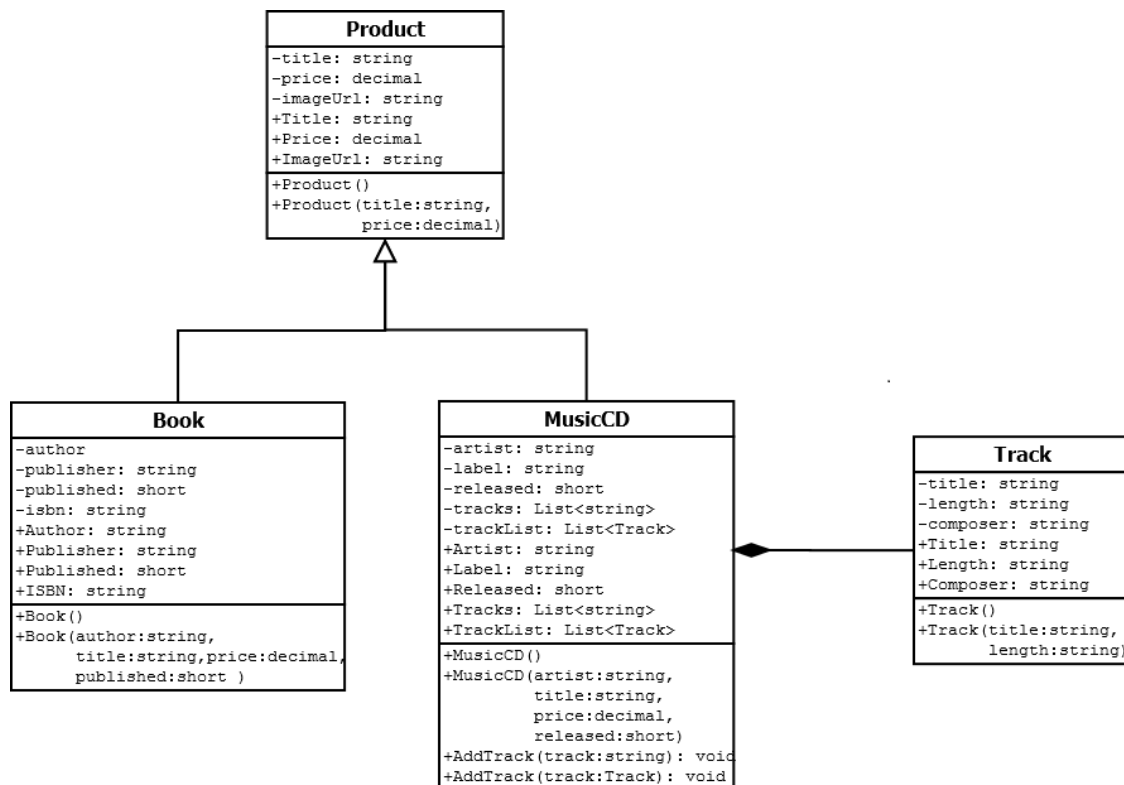 Product
-title: string
-price: decimal
-imageUrl: string
+Title: string
+Price: decimal
+ImageUrl: string
+Product()
+Product(title:string,
price:decimal)
Book
-author
-publisher: string
-published: short
-isbn: string
+Author: string
+Publisher: string
+Published: short
+ISBN: string
+Book()
+Book(author:string,
title:string,price:decimal,
published:short )
MusicCD
-artist: string
-label: string
-released: short
-tracks: List<string>
-trackList: List<Track>
+Artist: string
+Label: string
+Released: short
+Tracks: List<string>
+TrackList: List<Track>
+MusicCD()
+MusicCD(artist:string,
title:string,
price:decimal,
released:short)
+AddTrack(track:string): void
+AddTrack(track:Track): void
Track
-title: string
-length: string
-composer: string
+Title: string
+Length: string
+Composer: string
+Track()
+Track(title:string,
length:string)